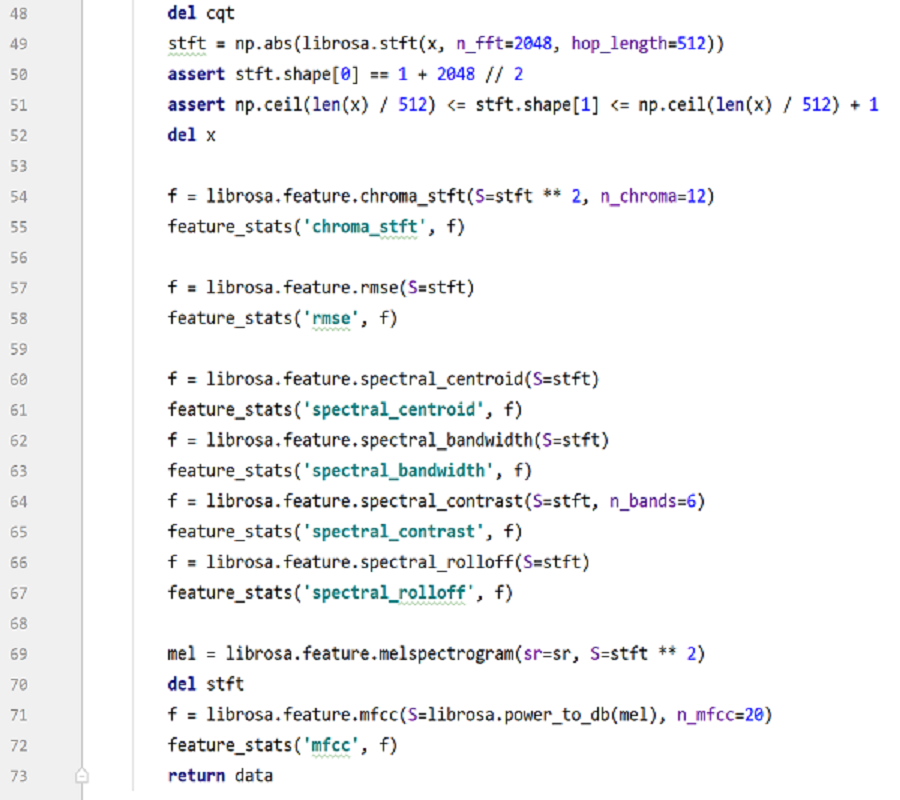 48 del cqt
49 stft = np.abs(librosa.stft(x, n_fft=2048, hop_length=512))
50 assert stft.shape[0] == 1 + 2048 // 2
51 assert np.ceil(len(x) / 512) <= stft.shape[1] <= np.ceil(len(x) / 512) + 1
52 del x
53
54 f = librosa.feature.chroma_stft(S=stft ** 2, n_chroma=12)
55 feature_stats('chroma_stft', f)
56
57 f = librosa.feature.rmse(S=stft)
58 feature_stats('rmse', f)
59
60 f = librosa.feature.spectral_centroid(S=stft)
61 feature_stats('spectral_centroid', f)
62 f = librosa.feature.spectral_bandwidth(S=stft)
63 feature_stats('spectral_bandwidth', f)
64 f = librosa.feature.spectral_contrast(S=stft, n_bands=6)
65 feature_stats('spectral_contrast', f)
66 f = librosa.feature.spectral_rolloff(S=stft)
67 feature_stats('spectral_rolloff', f)
68
69 mel = librosa.feature.melspectrogram(sr=sr, S=stft ** 2)
70 del stft
71 f = librosa.feature.mfcc(S=librosa.power_to_db(mel), n_mfcc=20)
72 feature_stats('mfcc', f)
73 return data